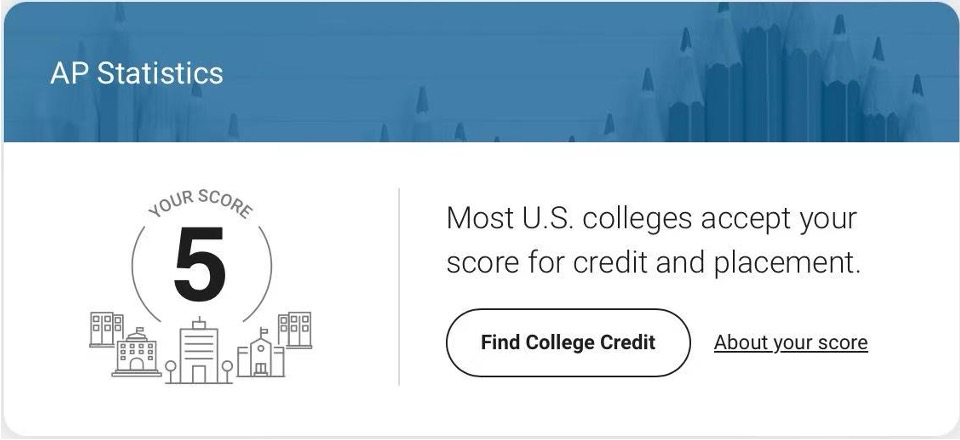 AP Statistics
YOUR SCORE
5
Most U.S. colleges accept your
score for credit and placement.
Find College Credit
About your score